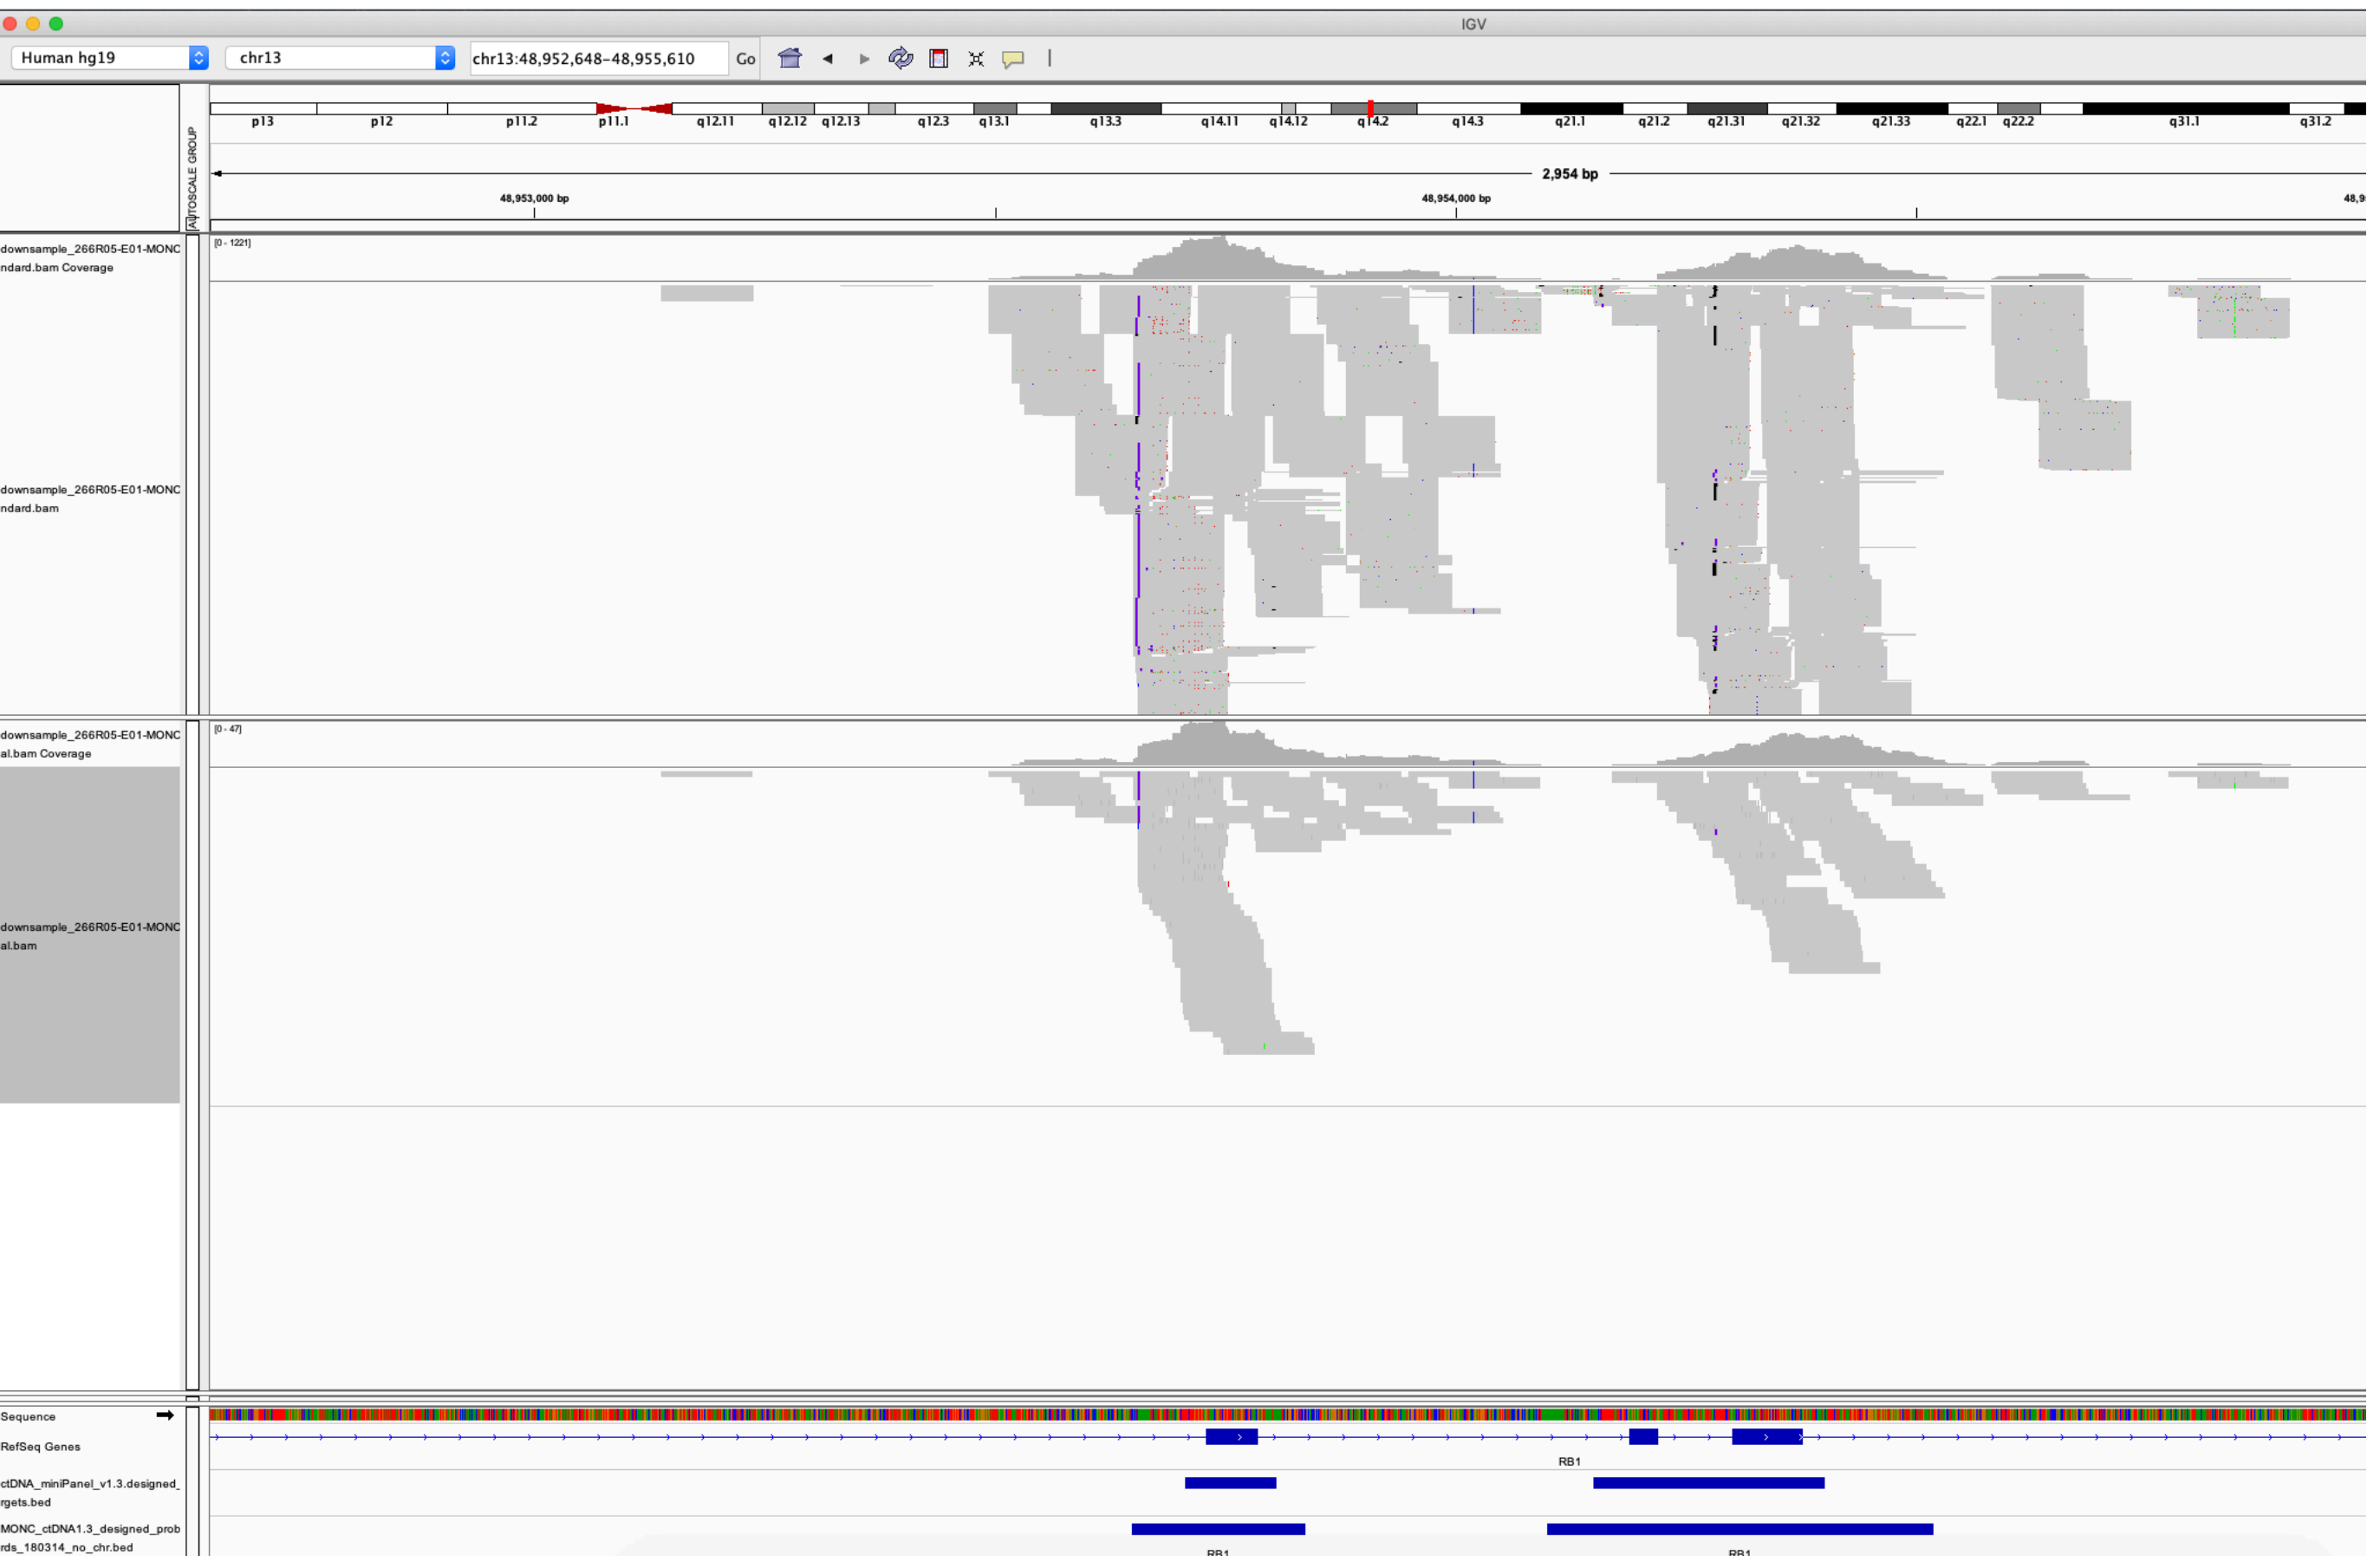 IGV
Human hg19 chr13 chr13:48,952,648-48,955,610 Go
p13 p12 p11.2 p11.1 q12.11 q12.12 q12.13 q12.3 q13.1 q13.3 q14.11 q14.12 q14.2 q14.3 q21.1 q21.2 q21.31 q21.32 q21.33 q22.1 q22.2 q31.1 q31.2
AUTOSCALE GROUP
2,954 bp
48,953,000 bp 48,954,000 bp 48,9
[0 - 1221]
downsample_266R05-E01-MONC
ndard.bam Coverage
downsample_266R05-E01-MONC
ndard.bam
[0 - 47]
downsample_266R05-E01-MONC
al.bam Coverage
downsample_266R05-E01-MONC
al.bam
Sequence
RefSeq Genes
RB1
ctDNA_miniPanel_v1.3.designed_
rgets.bed
MONC_ctDNA1.3_designed_prob
rds_180314_no_chr.bed
RB1 RB1